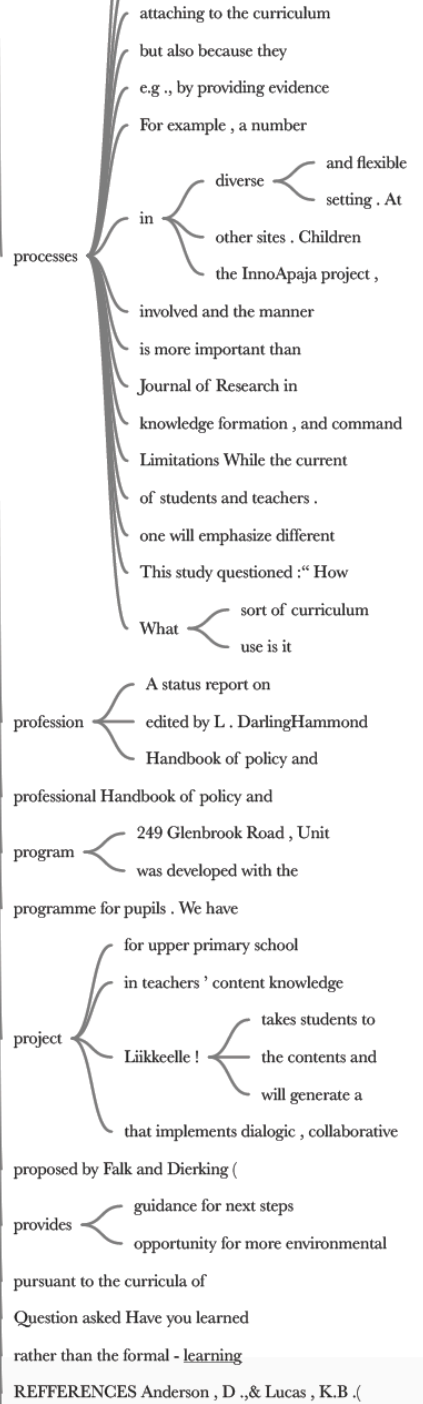 attaching to the curriculum
but also because they
e.g ., by providing evidence
For example , a number
and flexible
diverse
setting . At
in
other sites . Children
processes
the InnoApaja project ,
involved and the manner
is more important than
Journal of Research in
knowledge formation , and command
Limitations While the current
of students and teachers .
one will emphasize different
This study questioned :“ How
sort of curriculum
What
use is it
A status report on
profession
edited by L . DarlingHammond
Handbook of policy and
professional Handbook of policy and
249 Glenbrook Road , Unit
program
was developed with the
programme for pupils . We have
for upper primary school
in teachers ’ content knowledge
takes students to
project
Liikkeelle !
the contents and
will generate a
that implements dialogic , collaborative
proposed by Falk and Dierking (
guidance for next steps
provides
opportunity for more environmental
pursuant to the curricula of
Question asked Have you learned
rather than the formal - learning
REFFERENCES Anderson , D .,& Lucas , K.B .(